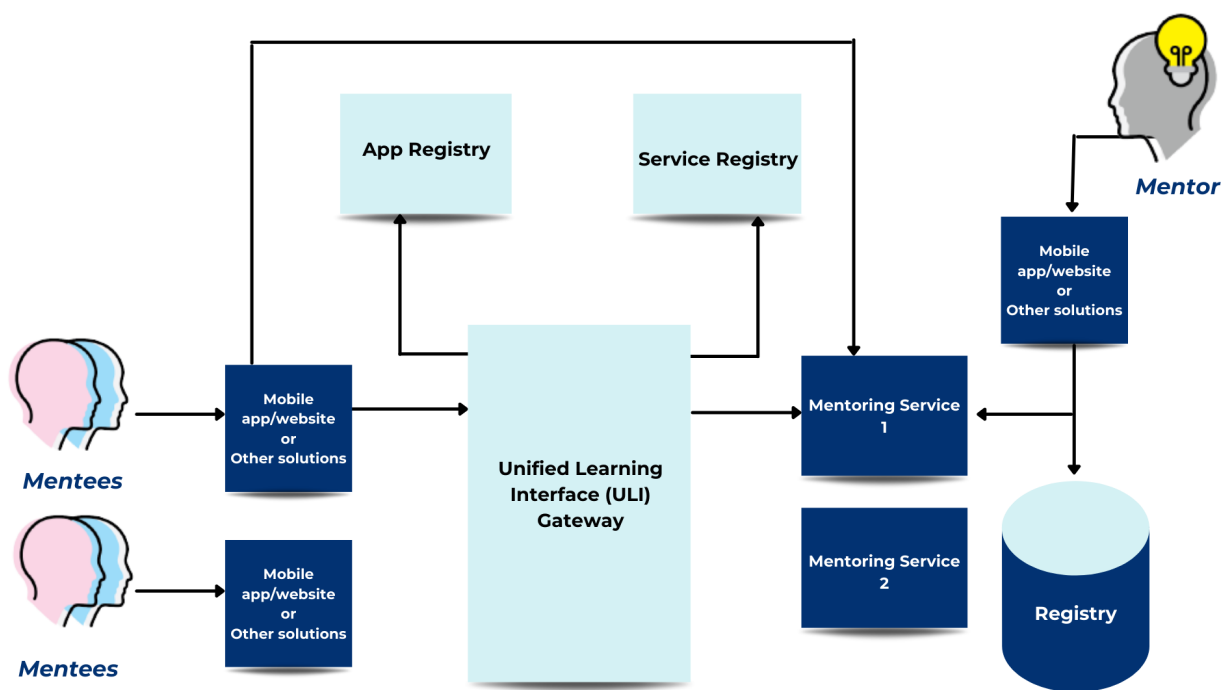 App Registry
Service Registry
Mentor
Mobile
app/website
or
Other solutions
Mentees
Mobile
app/website
or
Other solutions
Unified Learning
Interface (ULI)
Gateway
Mentoring Service
1
Mentees
Mobile
app/website
or
Other solutions
Mentoring Service
2
Registry